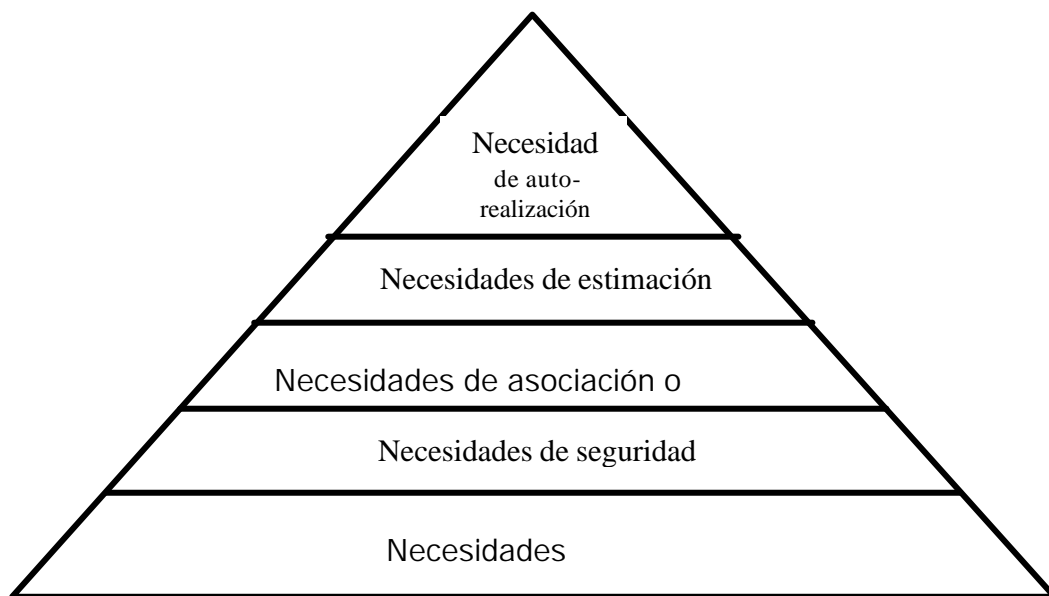 Necesidad
de auto-
realización
Necesidades de estimación
Necesidades de asociación o
Necesidades de seguridad
Necesidades